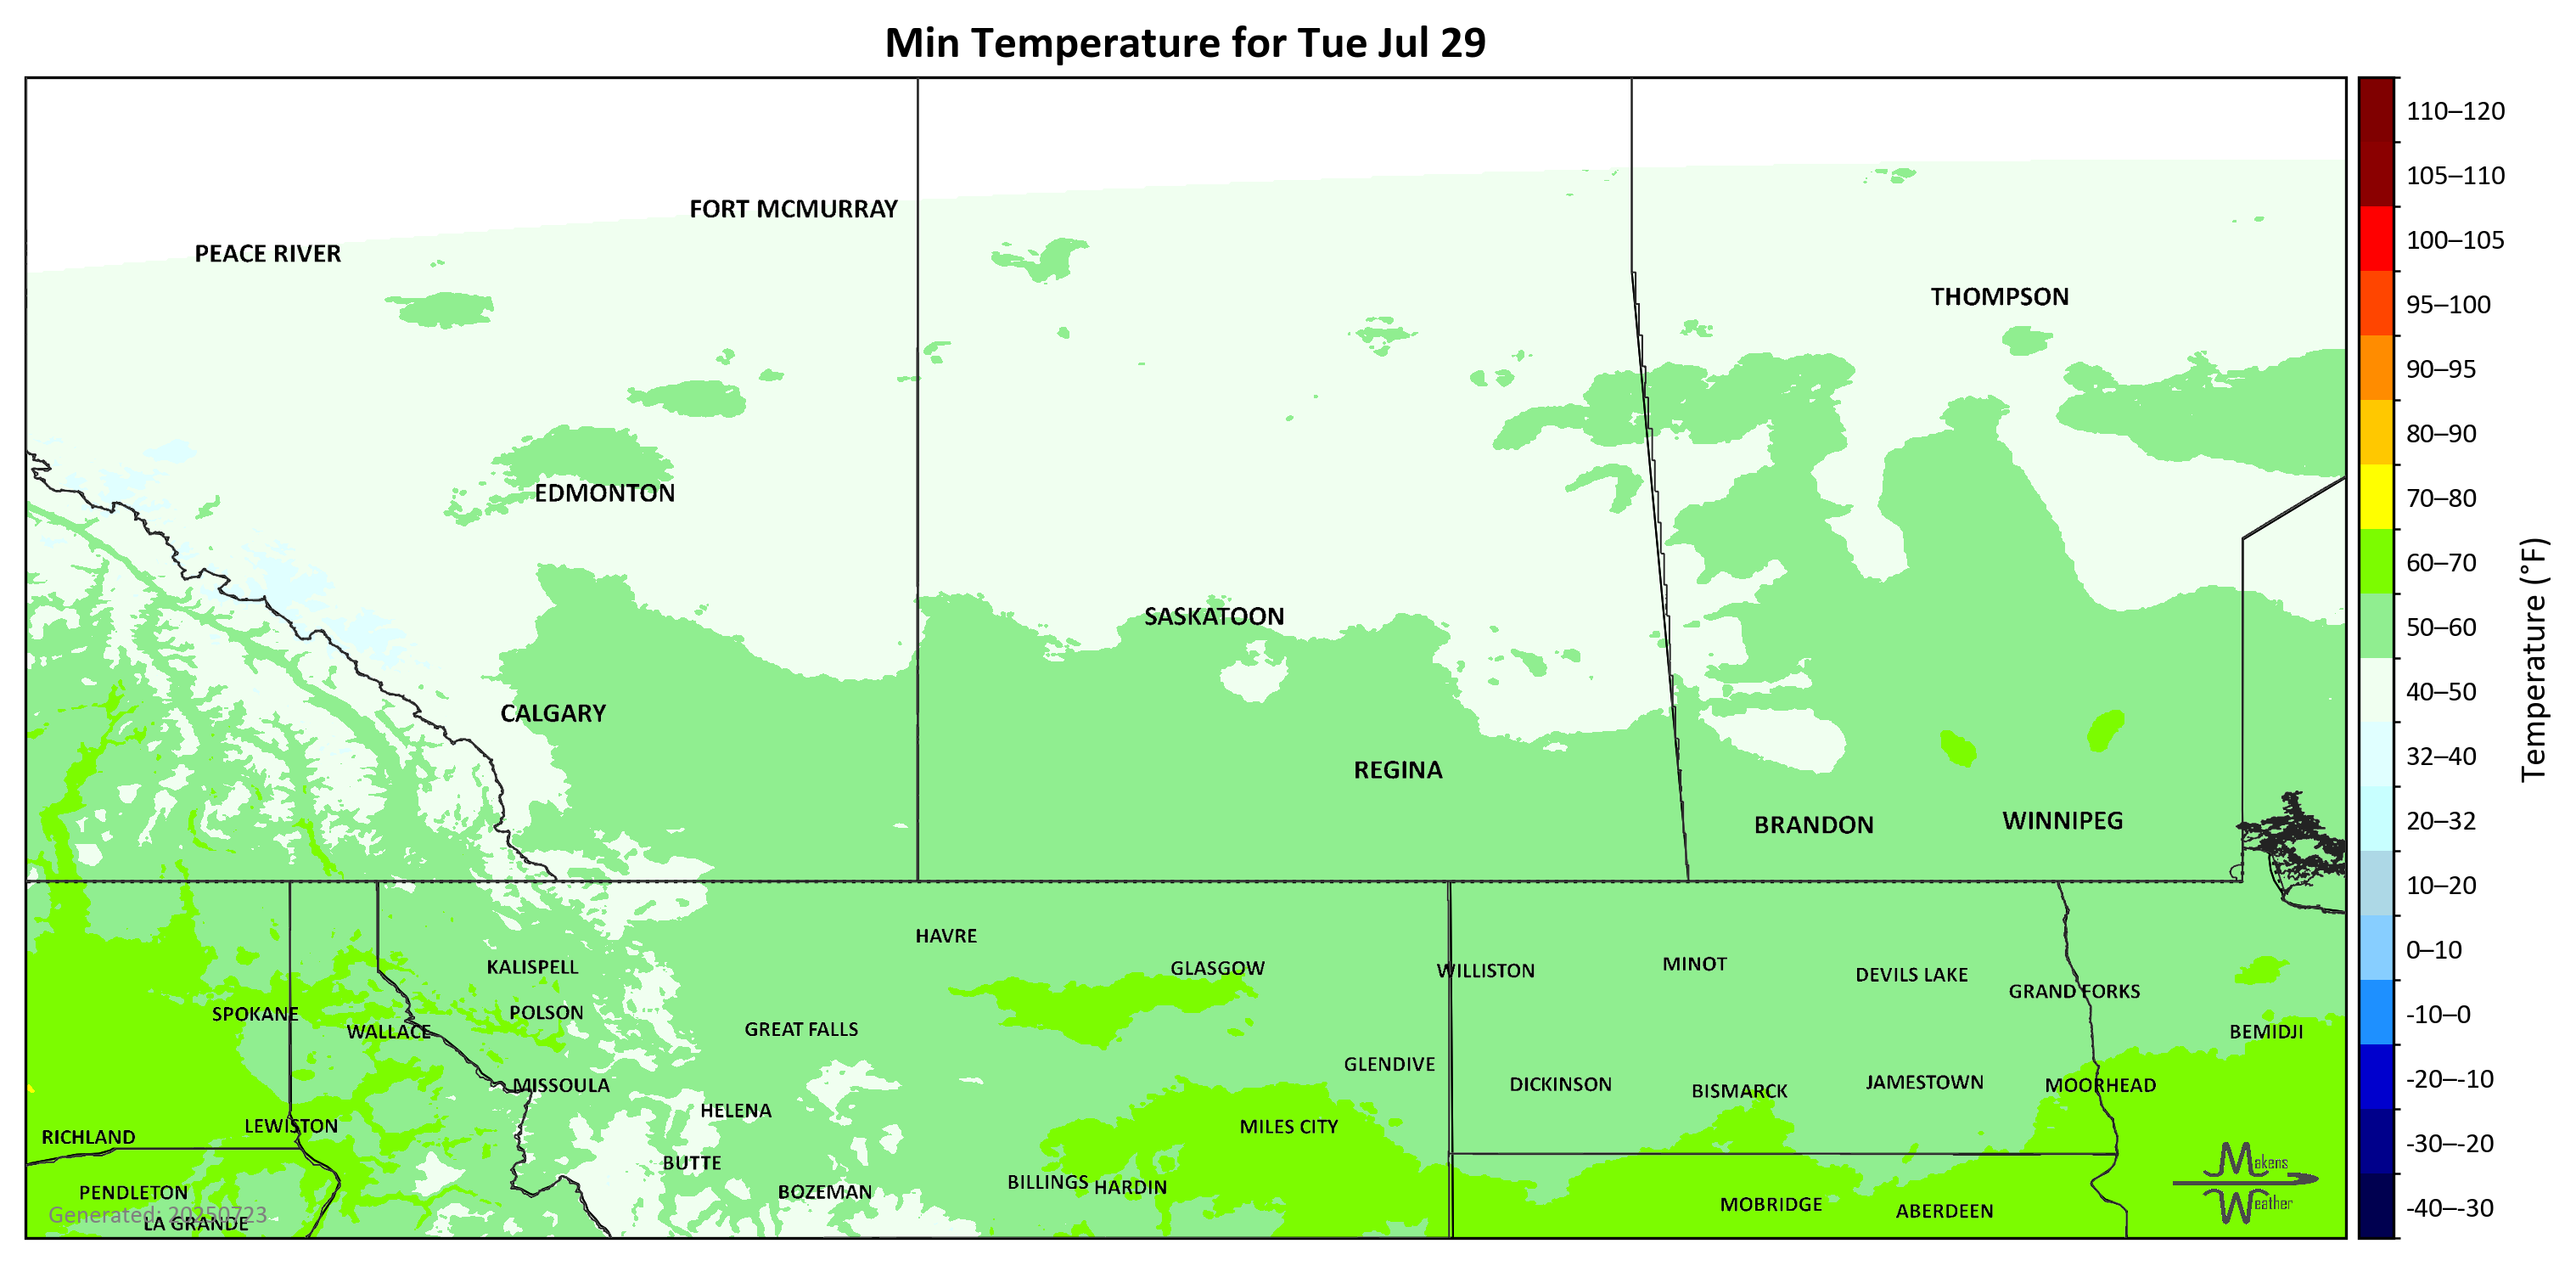 Min Temperature for Tue Jul 29
110–120
105–110
FORT MCMURRAY
100–105
PEACE RIVER
THOMPSON
95–100
90–95
80–90
EDMONTON
70–80
60–70
SASKATOON
50–60
CALGARY
40–50
Temperature (°F)
REGINA
32–40
BRANDON
WINNIPEG
20–32
10–20
HAVRE
0–10
KALISPELL
GLASGOW
WILLISTON
MINOT
DEVILS LAKE
GRAND FORKS
SPOKANE
POLSON
-10–0
WALLACE
GREAT FALLS
BEMIDJI
GLENDIVE
MISSOULA
DICKINSON
BISMARCK
JAMESTOWN
MOORHEAD
-20–-10
HELENA
LEWISTON
MILES CITY
RICHLAND
-30–-20
BUTTE
Makens
Weather
PENDLETON
BOZEMAN
BILLINGS
HARDIN
MOBRIDGE
ABERDEEN
-40–-30
Generated: 20250723
LA GRANDE